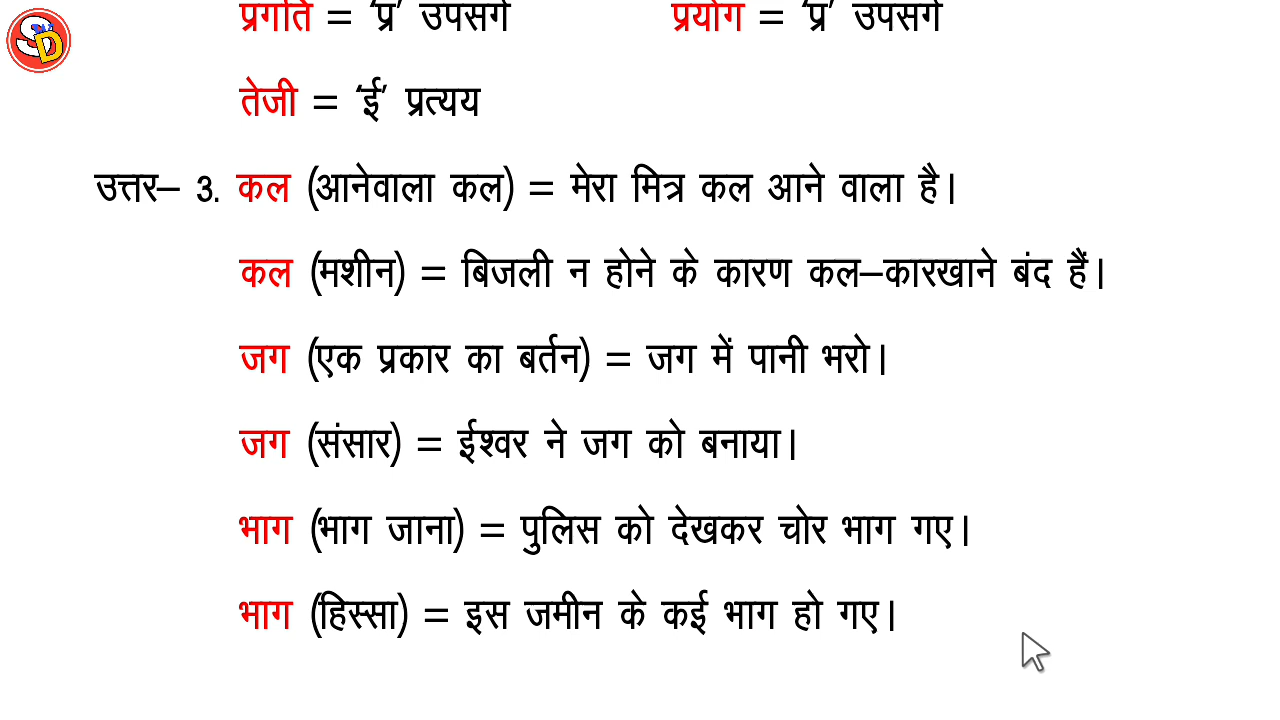 प्रगति = ‘प्र’ उपसर्ग प्रयोग = ‘प्र’ उपसर्ग
तेजी = ‘ई’ प्रत्यय
उत्तर– 3. कल (आनेवाला कल) = मेरा मित्र कल आने वाला है।
कल (मशीन) = बिजली न होने के कारण कल–कारखाने बंद हैं।
जग (एक प्रकार का बर्तन) = जग में पानी भरो।
जग (संसार) = ईश्वर ने जग को बनाया।
भाग (भाग जाना) = पुलिस को देखकर चोर भाग गए।
भाग (हिस्सा) = इस जमीन के कई भाग हो गए।